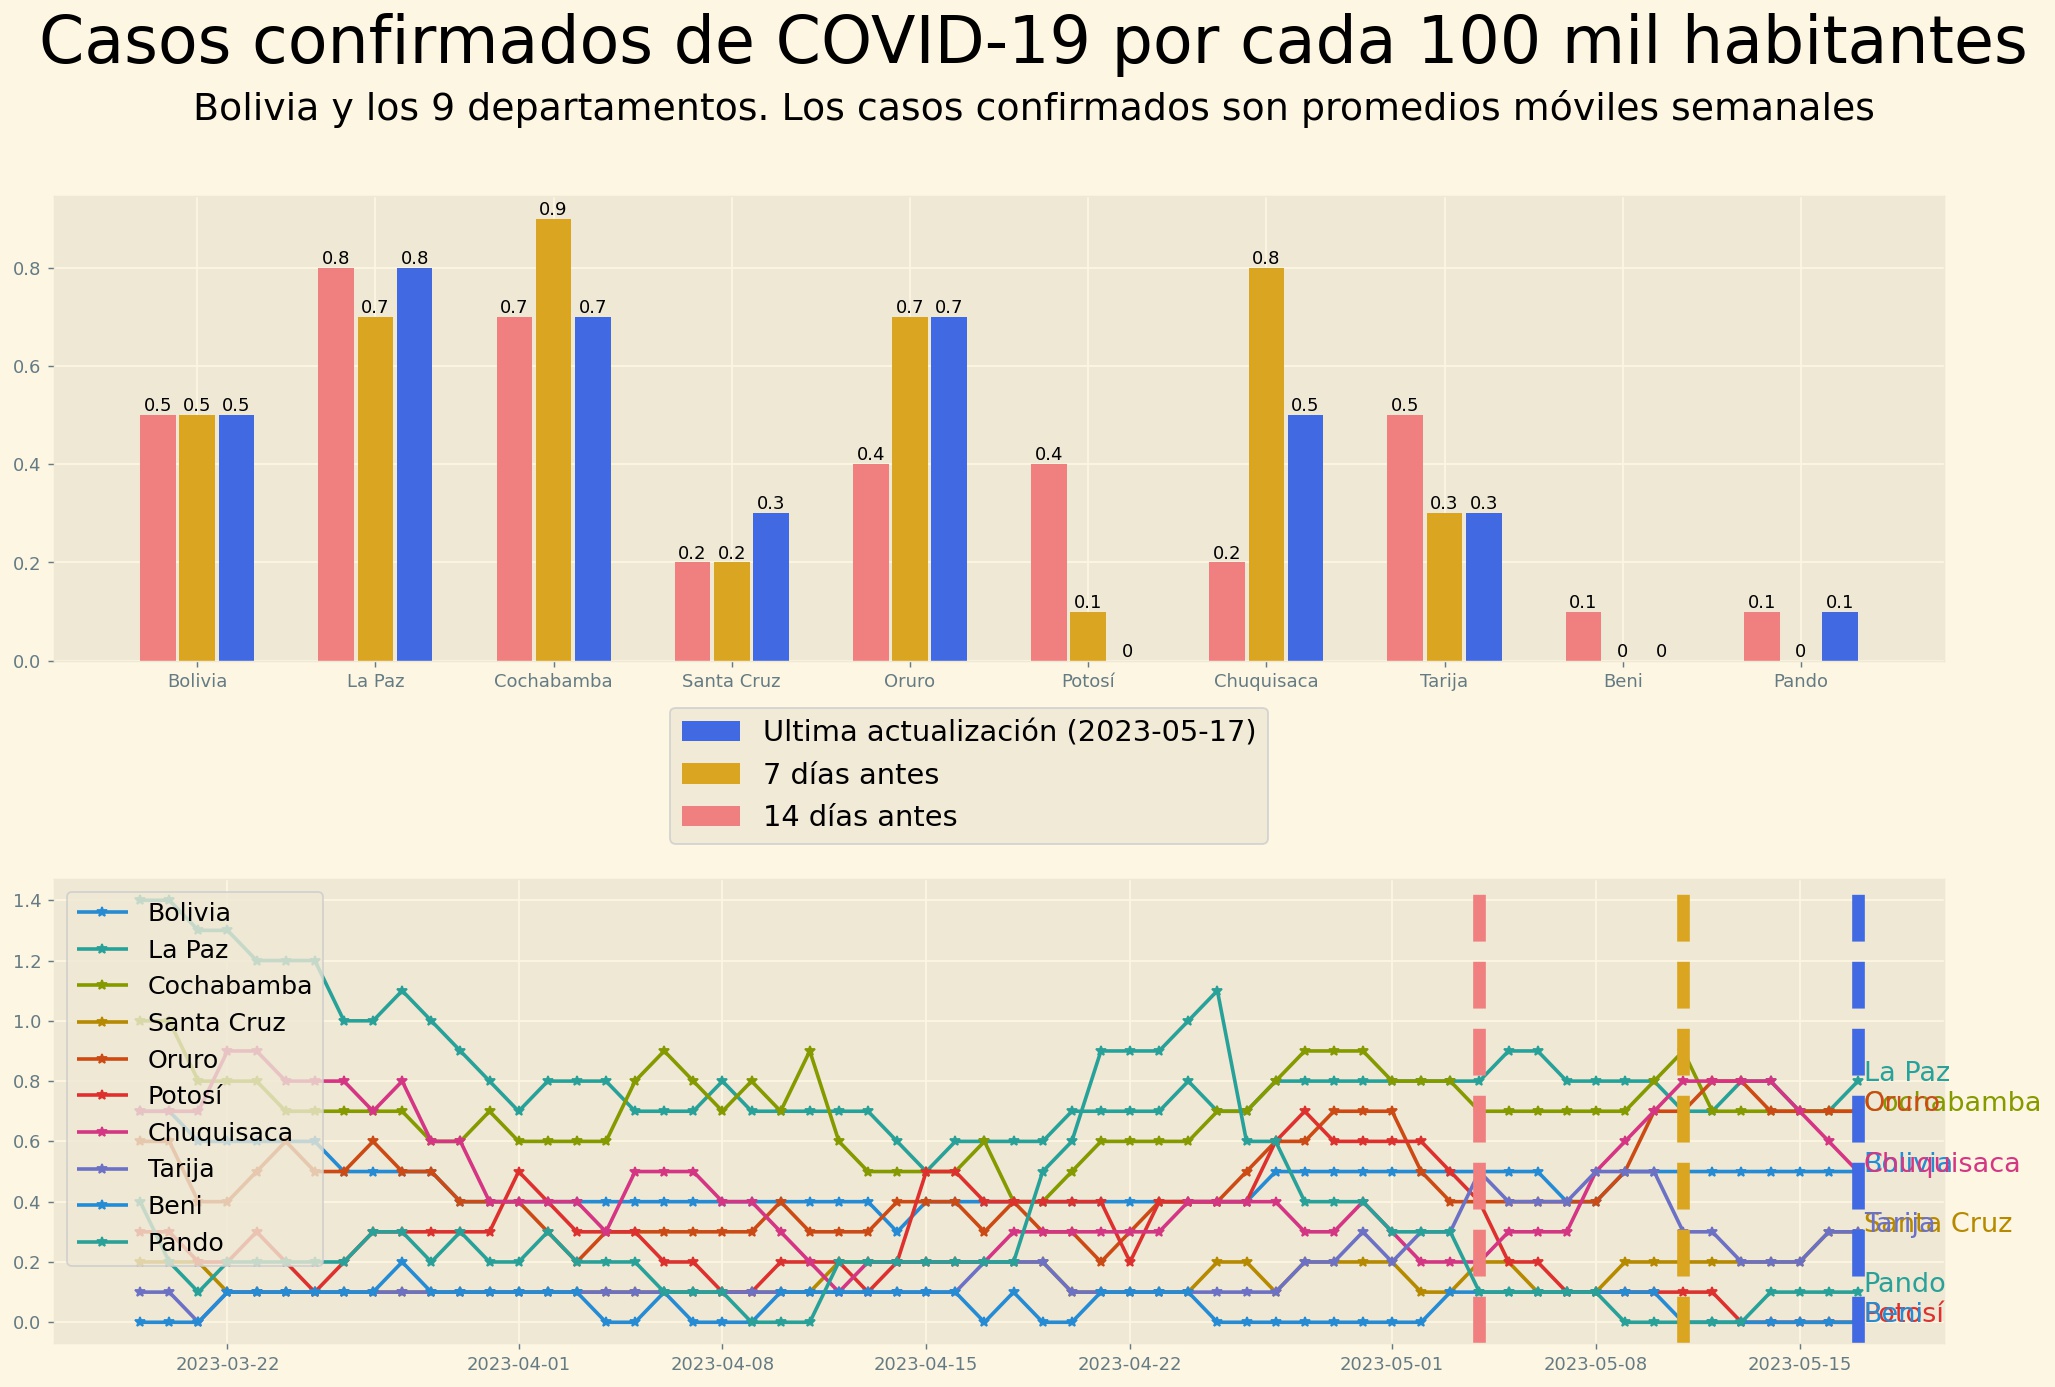 Casos confirmados de COVID-19 por cada 100 mil habitantes
Bolivia y los 9 departamentos. Los casos confirmados son promedios móviles semanales
0.9
0.8 0.8 0.8
0.8
0.7 0.7 0.7 0.7 0.7
0.6
0.5 0.5 0.5 0.5 0.5
0.4 0.4
0.4
0.3 0.3 0.3
0.2 0.2 0.2
0.2
0.1 0.1 0.1 0.1
0 0 0 0
0.0
Bolivia La Paz Cochabamba Santa Cruz Oruro Potosí Chuquisaca Tarija Beni Pando
Ultima actualización (2023-05-17)
7 días antes
14 días antes
1.4
1.2
1.0
0.8
0.6
0.4
0.2
0.0
Bolivia
La Paz
Cochabamba
Santa Cruz
Oruro
Potosí
Chuquisaca
Tarija
Beni
Pando
La Paz
Cochabamba
Oruro
Bolivia
Chuquisaca
Santa Cruz
Tarija
Pando
Potosí
Beni
2023-03-22 2023-04-01 2023-04-08 2023-04-15 2023-04-22 2023-05-01 2023-05-08 2023-05-15